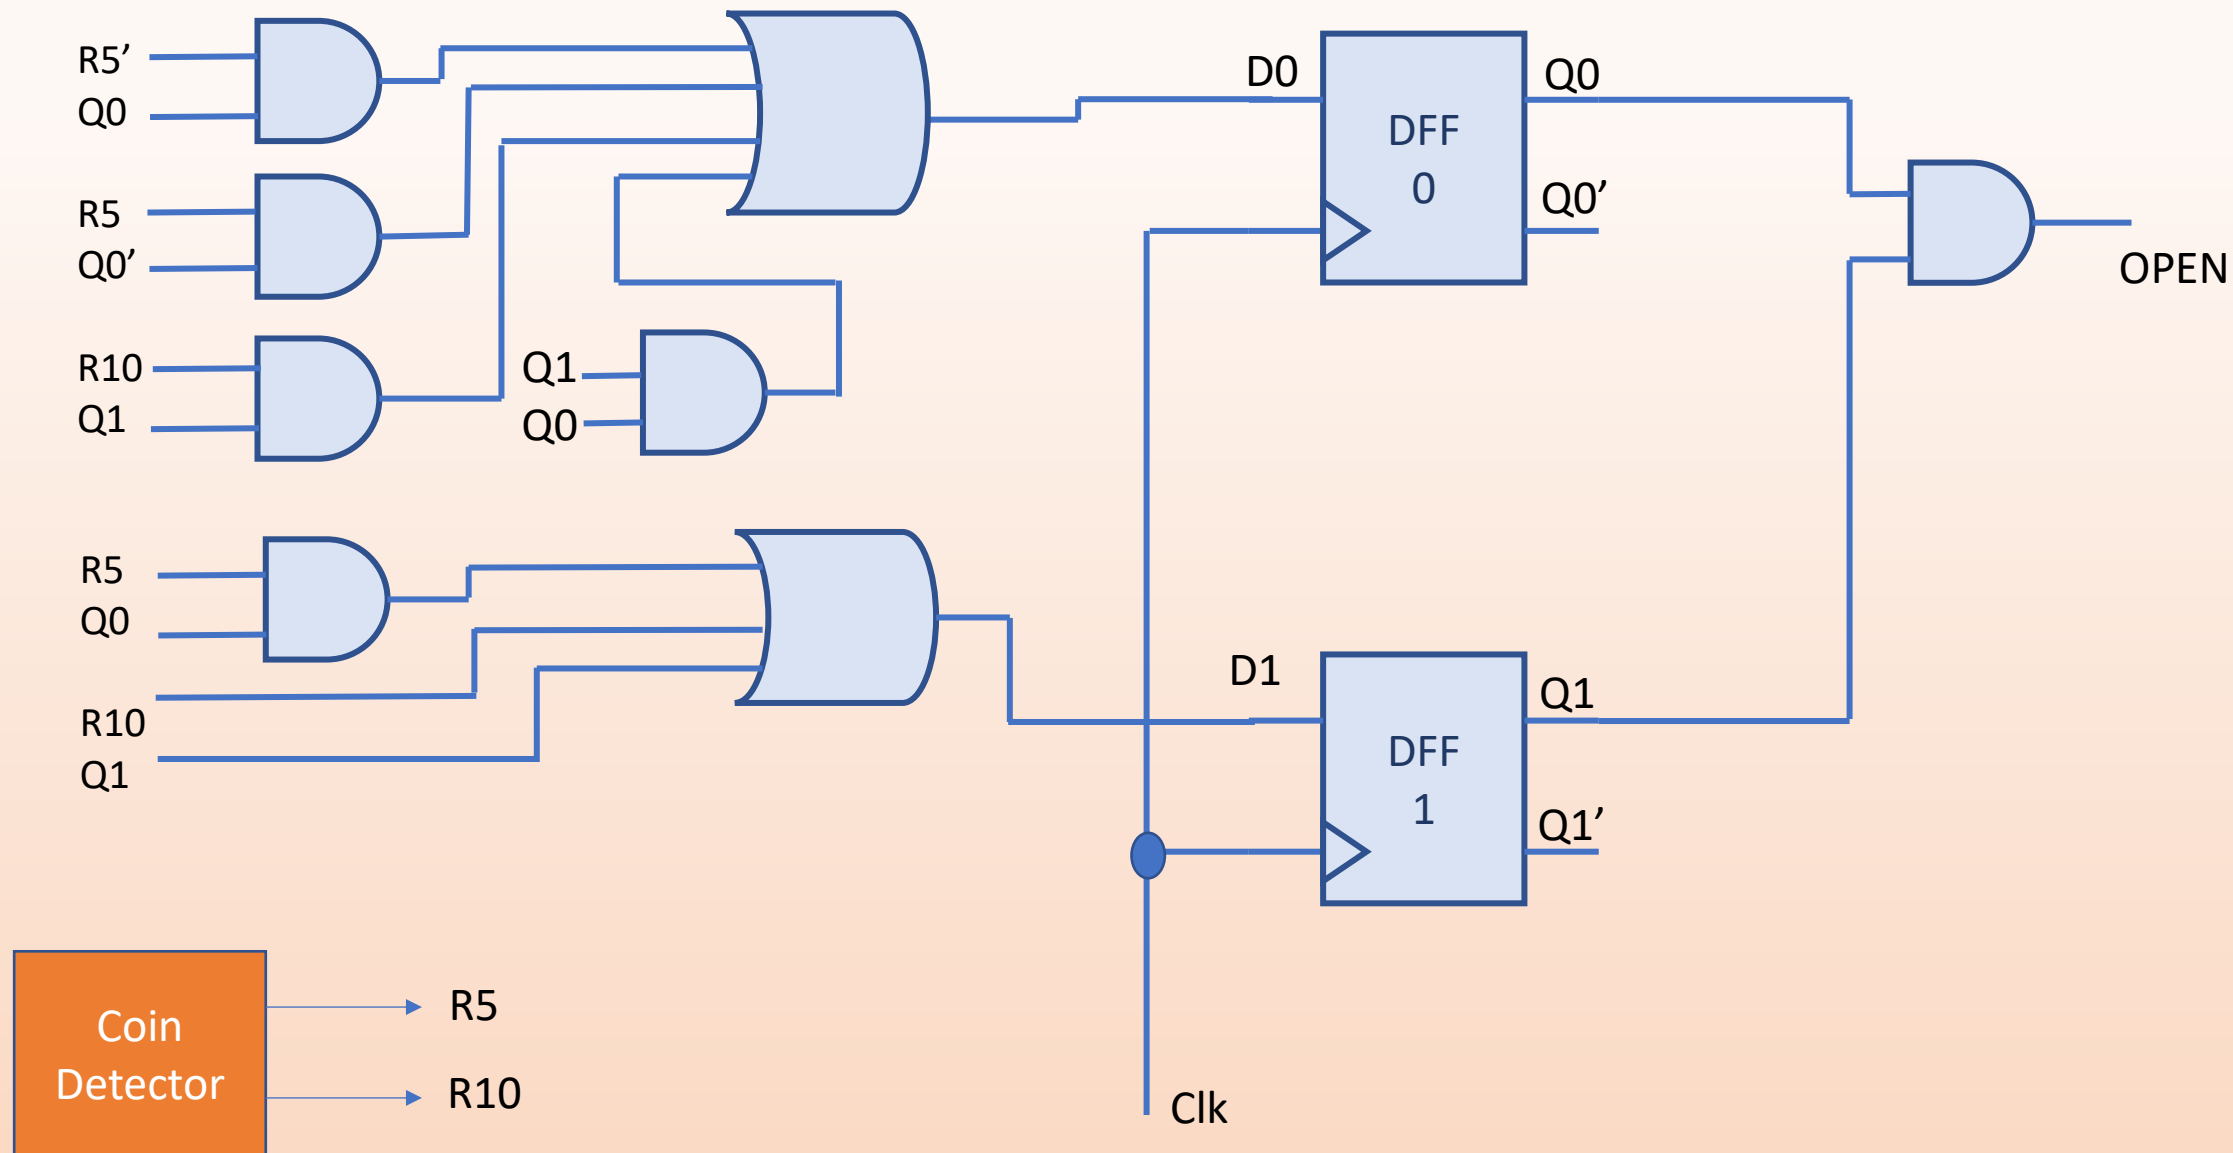 R5’
Q0
R5
Q0’
R10
Q1
Q1
Q0
D0
DFF
0
Q0
Q0’
OPEN
R5
Q0
R10
Q1
D1
DFF
1
Q1
Q1’
Coin
Detector
R5
R10
Clk